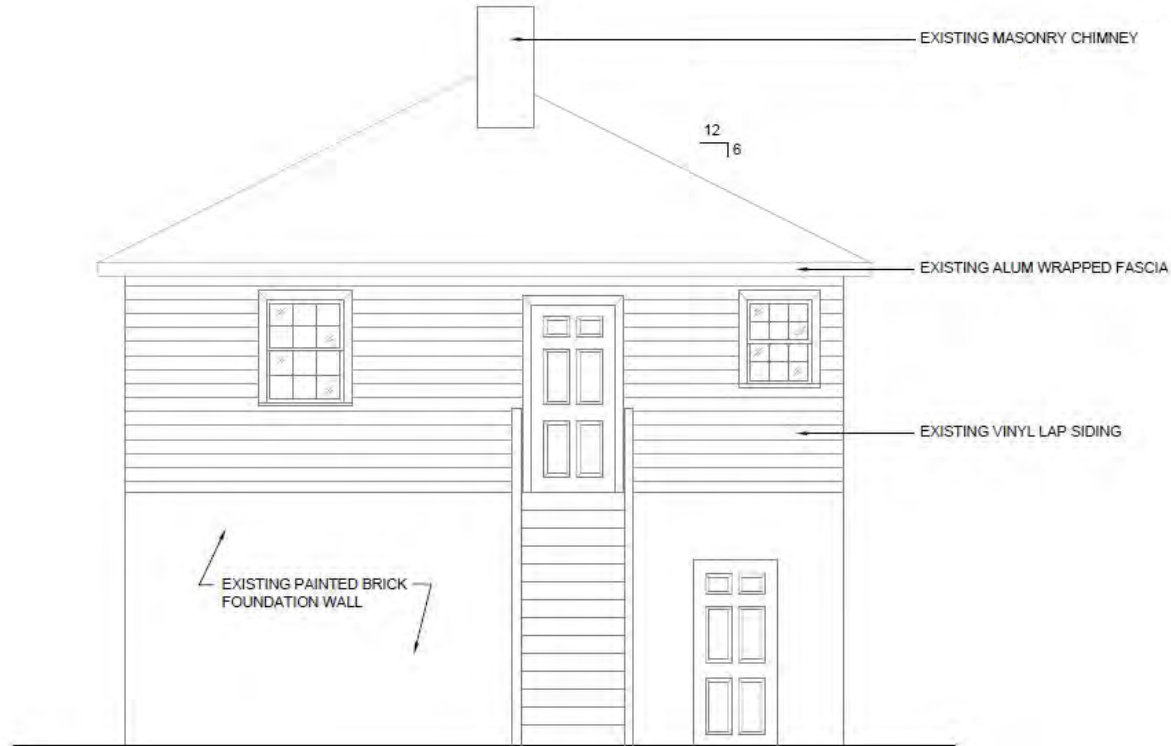 EXISTING MASONRY CHIMNEY
12
6
EXISTING ALUM WRAPPED FASCIA
EXISTING VINYL LAP SIDING
EXISTING PAINTED BRICK
FOUNDATION WALL